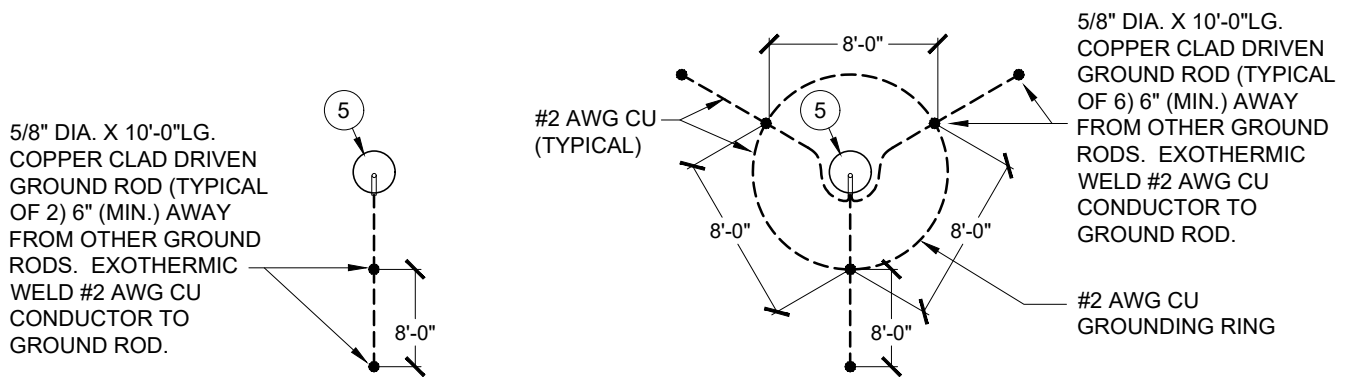 5/8" DIA. X 10'-0"LG.
COPPER CLAD DRIVEN
GROUND ROD (TYPICAL
OF 2) 6" (MIN.) AWAY
FROM OTHER GROUND
RODS. EXOTHERMIC
WELD #2 AWG CU
CONDUCTOR TO
GROUND ROD.
5
8'-0"
#2 AWG CU
(TYPICAL)
8'-0"
5
8'-0"
8'-0"
8'-0"
5/8" DIA. X 10'-0"LG.
COPPER CLAD DRIVEN
GROUND ROD (TYPICAL
OF 6) 6" (MIN.) AWAY
FROM OTHER GROUND
RODS. EXOTHERMIC
WELD #2 AWG CU
CONDUCTOR TO
GROUND ROD.
#2 AWG CU
GROUNDING RING